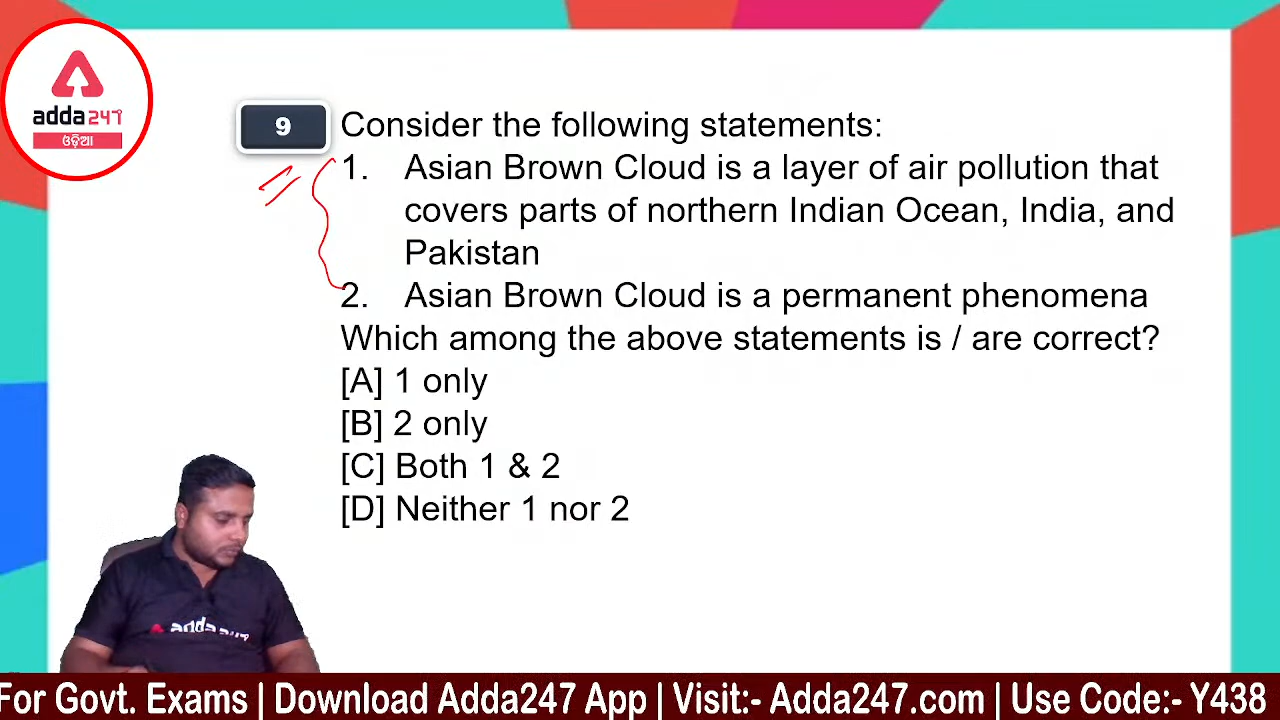 adda247
ଓଡ଼ିଆ
9
Consider the following statements:
1. Asian Brown Cloud is a layer of air pollution that
covers parts of northern Indian Ocean, India, and
Pakistan
2. Asian Brown Cloud is a permanent phenomena
Which among the above statements is / are correct?
[A] 1 only
[B] 2 only
[C] Both 1 & 2
[D] Neither 1 nor 2
adda247
For Govt. Exams | Download Adda247 App | Visit:- Adda247.com | Use Code:- Y438